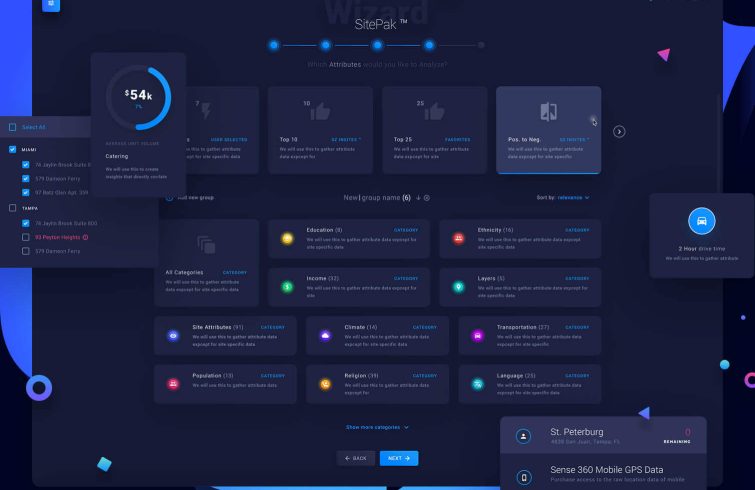 Wizard
SitePak ™
Which Attributes would you like to Analyze?
$54k
7%
AVERAGE UNIT VOLUME
Catering
We will use this to create
insights that directly
7
USER SELECTED
We will use this to gather attribute
data expcept for site specific data
10
Top 10
OZ INSITES ™
We will use this to gather attribute
data expcept for
25
Top 25
FAVORITES
We will use this to gather attribute
data expcept for site specific data
Pos. to Neg.
OZ INSITES ™
We will use this to gather attribute
data expcept for site specific
Select All
MIAMI
74 Jaylin Brook Suite
579 Dameon Ferry
97 Batz Glen Apt. 359
TAMPA
74 Jaylin Brook Suite 800
93 Peyton Heights
579 Dameon Ferry
new group
New group name (6)
Sort by: relevance
All Categories
CATEGORY
We will use this to gather attribute
data expcept for site specific data
Education (8)
CATEGORY
We will use this to gather attribute data expcept for
site specific data
Ethnicity (16)
CATEGORY
We will use this to gather attribute data expcept for
site specific data
Income (32)
CATEGORY
We will use this to gather attribute data expcept for
site
Layers (5)
CATEGORY
We will use this to gather attribute data expcept for site
specific data
Site Attributes (91)
CATEGORY
We will use this to gather attribute data
expcept for site specific data
Climate (14)
CATEGORY
We will use this to gather attribute data
expcept for site specific data
Transportation (27)
CATEGORY
We will use this to gather attribute data
expcept for site specific
Population (13)
CATEGORY
We will use this to gather attribute data
Religion (39)
CATEGORY
We will use this to gather attribute data
expcept for
Language (25)
CATEGORY
We will use this to gather attribute data
expcept for site specific data
2 Hour drive time
We will use this to gather attribute
Show more categories
BACK
NEXT
St. Peterburg
4839 San Juan, Tampa, FL
0
REMAINING
Sense 360 Mobile GPS Data
Purchase access to the raw location data of mobile